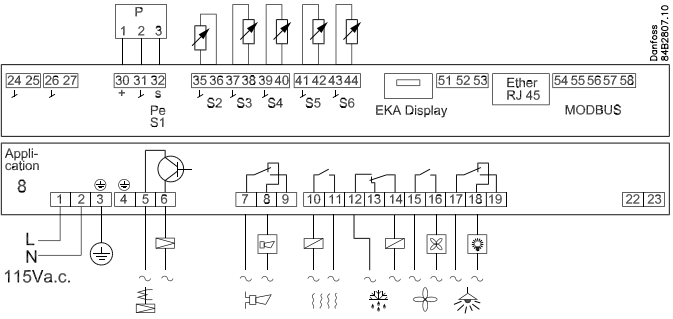 P
1 2 3
Danfoss
84B2807.10
24 25 26 27 30 31 32 35 36 37 38 39 40 41 42 43 44 51 52 53 54 55 56 57 58
+ s
S2 S3 S4 S5 S6
Pe
S1
EKA Display
Ether
RJ 45
MODBUS
Appli-
cation
8
1 2 3 4 5 6 7 8 9 10 11 12 13 14 15 16 17 18 19 22 23
L
N
115Va.c.